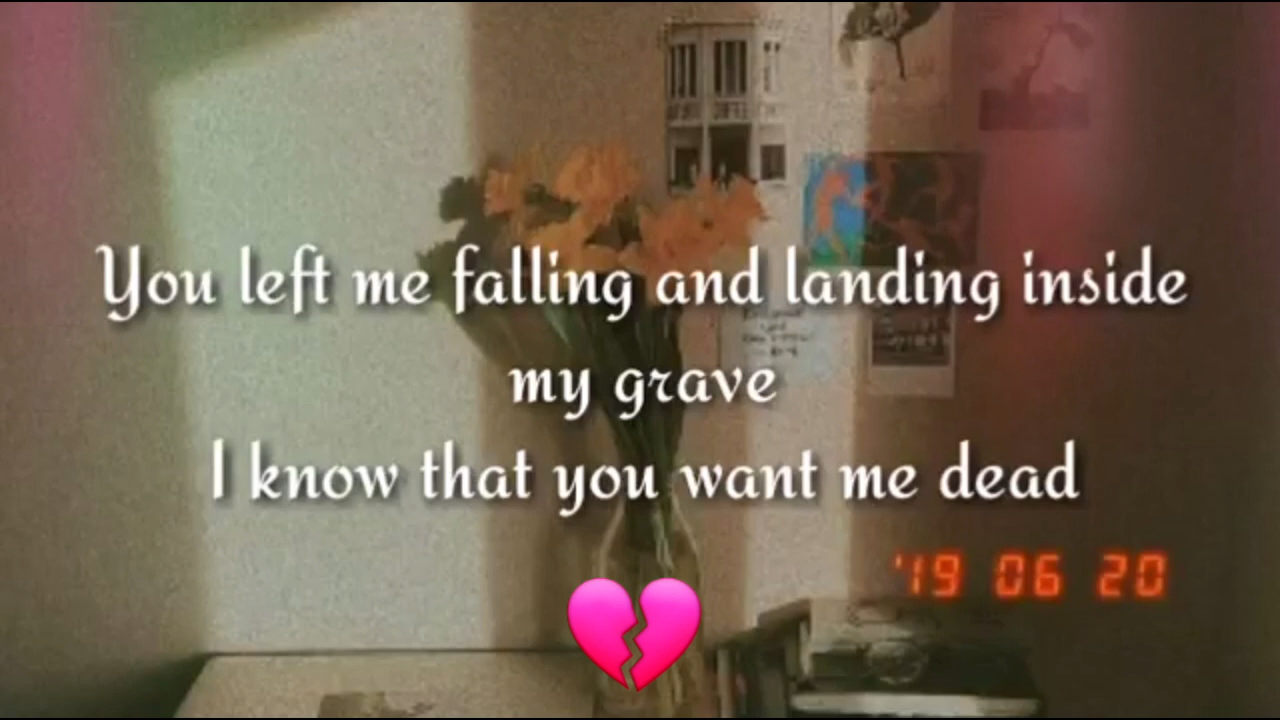 You left me falling and landing inside
my grave
I know that you want me dead
'19 06 20